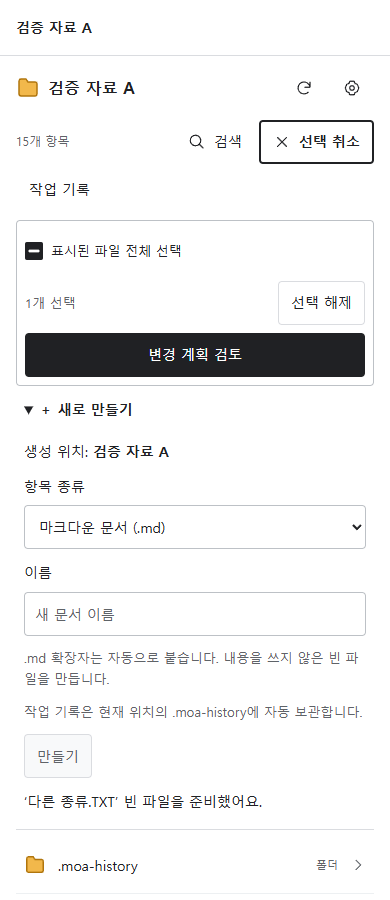 검증 자료 A
검증 자료 A
15개 항목
검색
선택 취소
작업 기록
표시된 파일 전체 선택
1개 선택
선택 해제
변경 계획 검토
▼ + 새로 만들기
생성 위치: 검증 자료 A
항목 종류
마크다운 문서 (.md)
이름
새 문서 이름
.md 확장자는 자동으로 붙습니다. 내용을 쓰지 않은 빈 파
일을 만듭니다.
작업 기록은 현재 위치의 .moa-history에 자동 보관합니다.
만들기
‘다른 종류.TXT’ 빈 파일을 준비했어요.
.moa-history
폴더